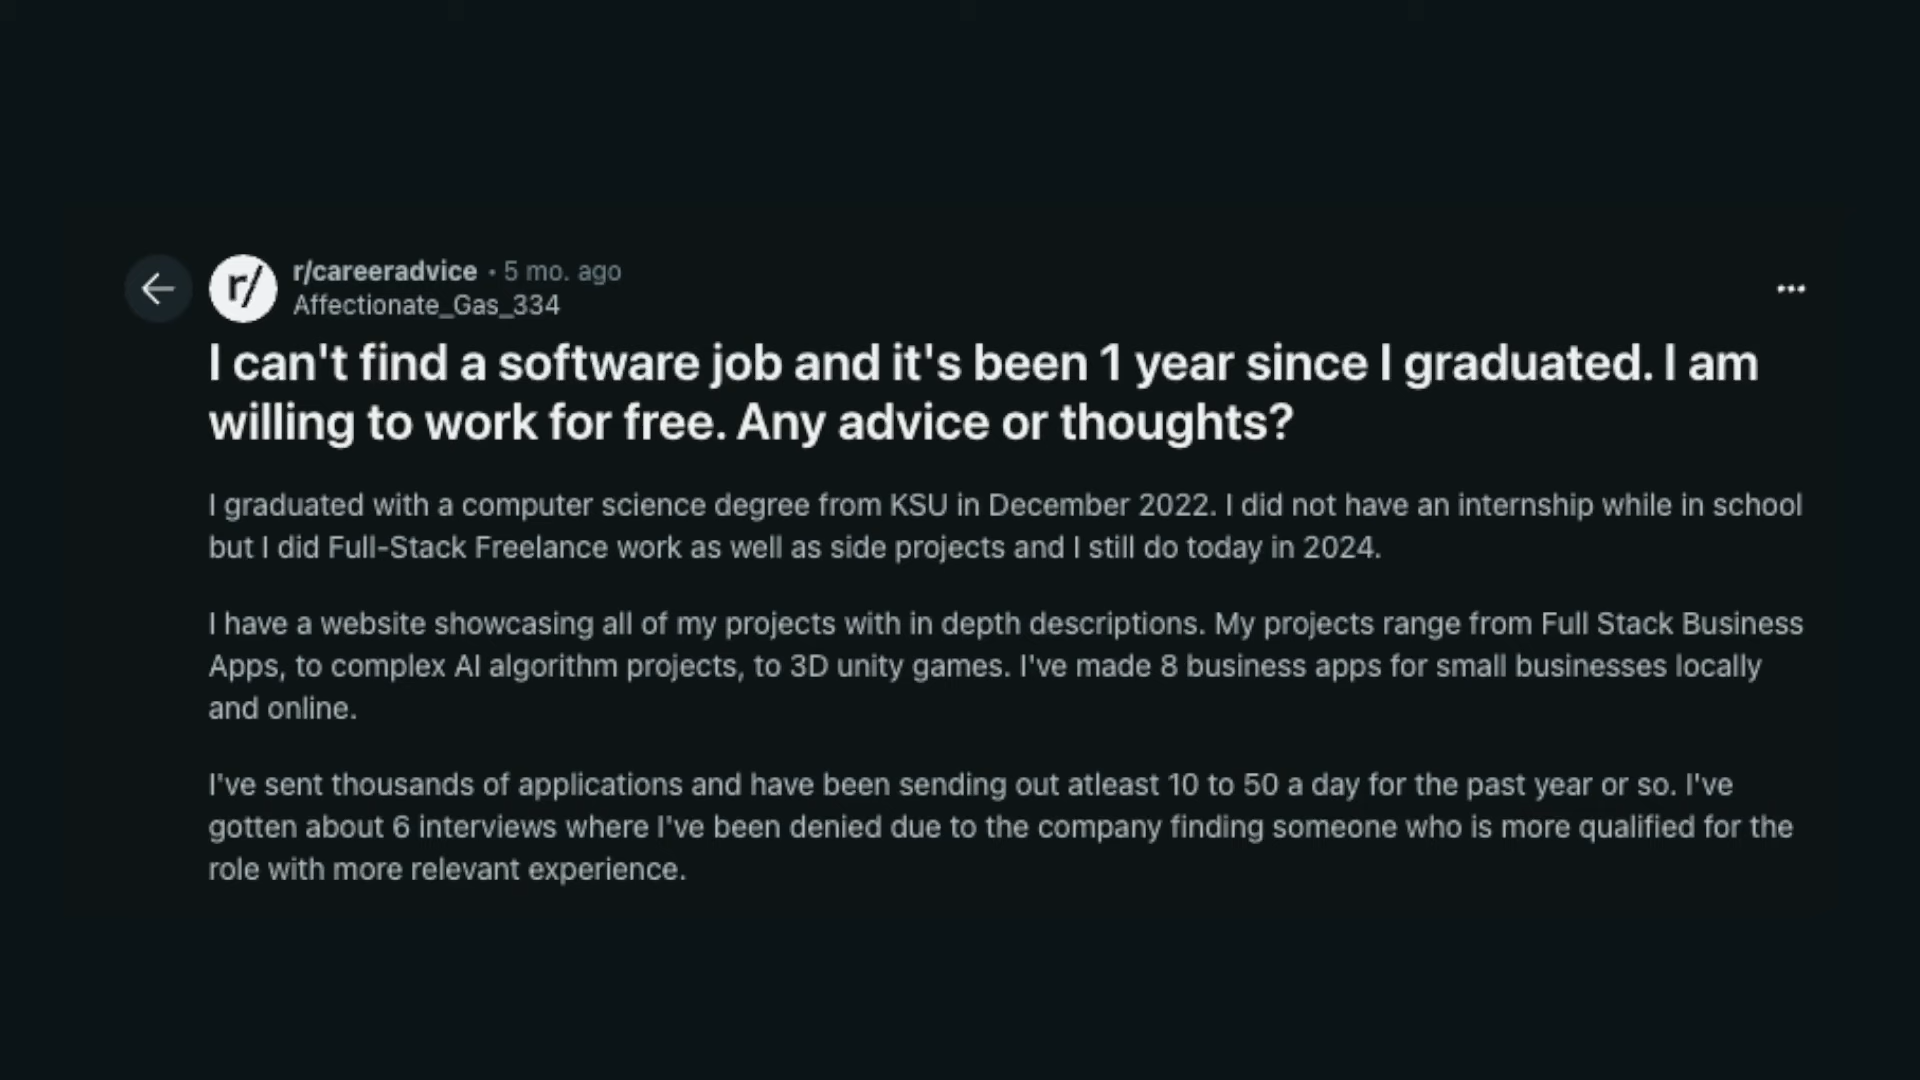 r/careeradvice • 5 mo. ago
Affectionate_Gas_334
I can't find a software job and it's been 1 year since I graduated. I am
willing to work for free. Any advice or thoughts?
I graduated with a computer science degree from KSU in December 2022. I did not have an internship while in school
but I did Full-Stack Freelance work as well as side projects and I still do today in 2024.
I have a website showcasing all of my projects with in depth descriptions. My projects range from Full Stack Business
Apps, to complex AI algorithm projects, to 3D unity games. I've made 8 business apps for small businesses locally
and online.
I've sent thousands of applications and have been sending out atleast 10 to 50 a day for the past year or so. I've
gotten about 6 interviews where I've been denied due to the company finding someone who is more qualified for the
role with more relevant experience.